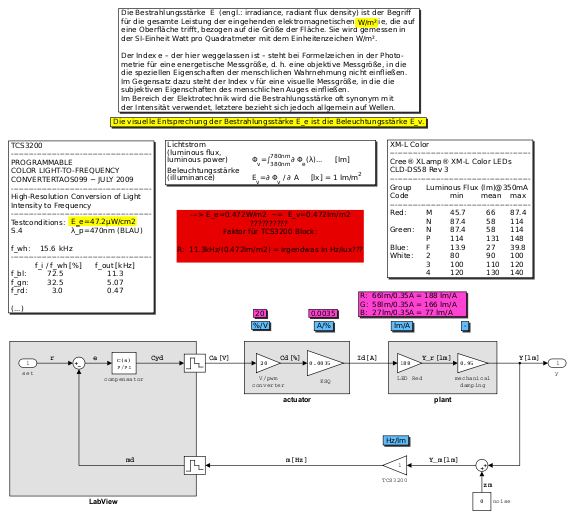 Die Bestrahlungsstärke E (engl.: irradiance, radiant flux density) ist der Begriff
für die gesamte Leistung der eingehenden elektromagnetischen W/m² ie, die auf
eine Oberfläche trifft, bezogen auf die Größe der Fläche. Sie wird gemessen in
der SI-Einheit Watt pro Quadratmeter mit dem Einheitenzeichen W/m².
Der Index e – der hier weggelassen ist – steht bei Formelzeichen in der Photo-
metrie für eine energetische Messgröße, d. h. eine objektive Messgröße, in die
die speziellen Eigenschaften der menschlichen Wahrnehmung nicht einfließen.
Im Gegensatz dazu steht der Index v für eine visuelle Messgröße, in die die
subjektiven Eigenschaften des menschlichen Auges einfließen.
Im Bereich der Elektrotechnik wird die Bestrahlungsstärke oft synonym mit
der Intensität verwendet, letztere bezieht sich jedoch allgemein auf Wellen.
Die visuelle Entsprechung der Bestrahlungsstärke E_e ist die Beleuchtungsstärke E_v.
TCS3200
PROGRAMMABLE
COLOR LIGHT-TO-FREQUENCY
CONVERTERTAOS099 – JULY 2009
High-Resolution Conversion of Light
Intensity to Frequency
Testconditions: E_e=47.2µW/cm2
S.4 λ_p=470nm (BLAU)
f_wh: 15.6 kHz
f_i / f_wh [%] f_out [kHz]
f_bl: 72.5 11.3
f_gn: 32.5 5.07
f_rd: 3.0 0.47
(...)
Lichtstrom
(luminous flux,
luminous power) Φ_v=∫780nm 380nm ∂ Φ_e(λ)... [lm]
Beleuchtungsstärke
(illuminance) E_v=∂ Φ_v / ∂ A [lx] = 1 lm/m²
--> E_e=0.472W/m2 ~~ E_v=0.472lm/m2
?????????
Faktor für TCS3200 Block:
R: 11.3kHz/(0.472lm/m2) = irgendwas in Hz/lux???
XM-L Color
Cree® XLamp® XM-L Color LEDs
CLD-DS58 Rev 3
Group Luminous Flux (lm)@350mA
Code min mean max
Red: M 45.7 66 87.4
N 87.4 58 114
Green: N 87.4 58 114
P 114 131 148
Blue: F 13.9 27 39.8
White: 2 80 90 100
3 100 110 120
4 120 130 140
R: 66lm/0.35A = 188 lm/A
G: 58lm/0.35A = 166 lm/A
B: 27lm/0.35A = 77 lm/A
20 0.0035
%/V A/% lm/A -
1 set r e C(z) y/yz compensator Cyd Ca [V] 20 V/pwm converter Cd [%] 0.0035 XSQ Id [A] 188 LED Red Y_r [lm] 0.95 mechanical damping Y [lm] 1 y
actuator plant
Hz/lm
md m [Hz] 1 TCS3200 Y_m [lm]
zm
0 noise
LabView